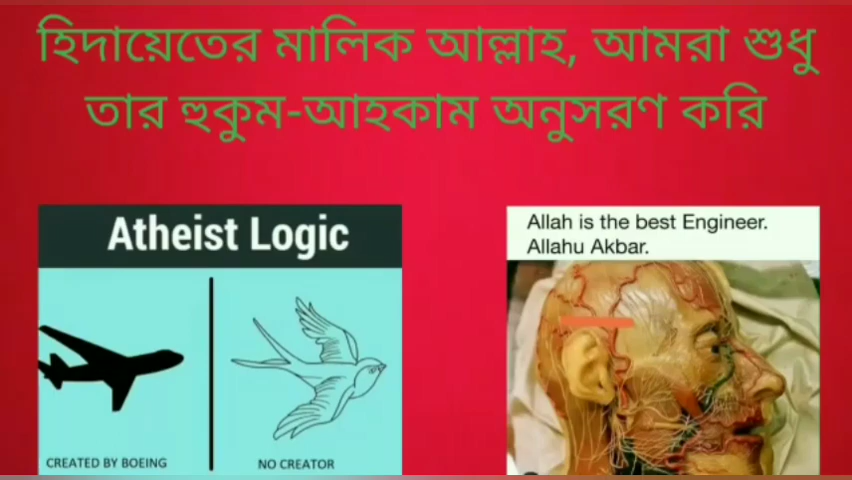 হিদায়েতের মালিক আল্লাহ, আমরা শুধু
তার হুকুম-আহকাম অনুসরণ করি
Atheist Logic
CREATED BY BOEING
NO CREATOR
Allah is the best Engineer.
Allahu Akbar.